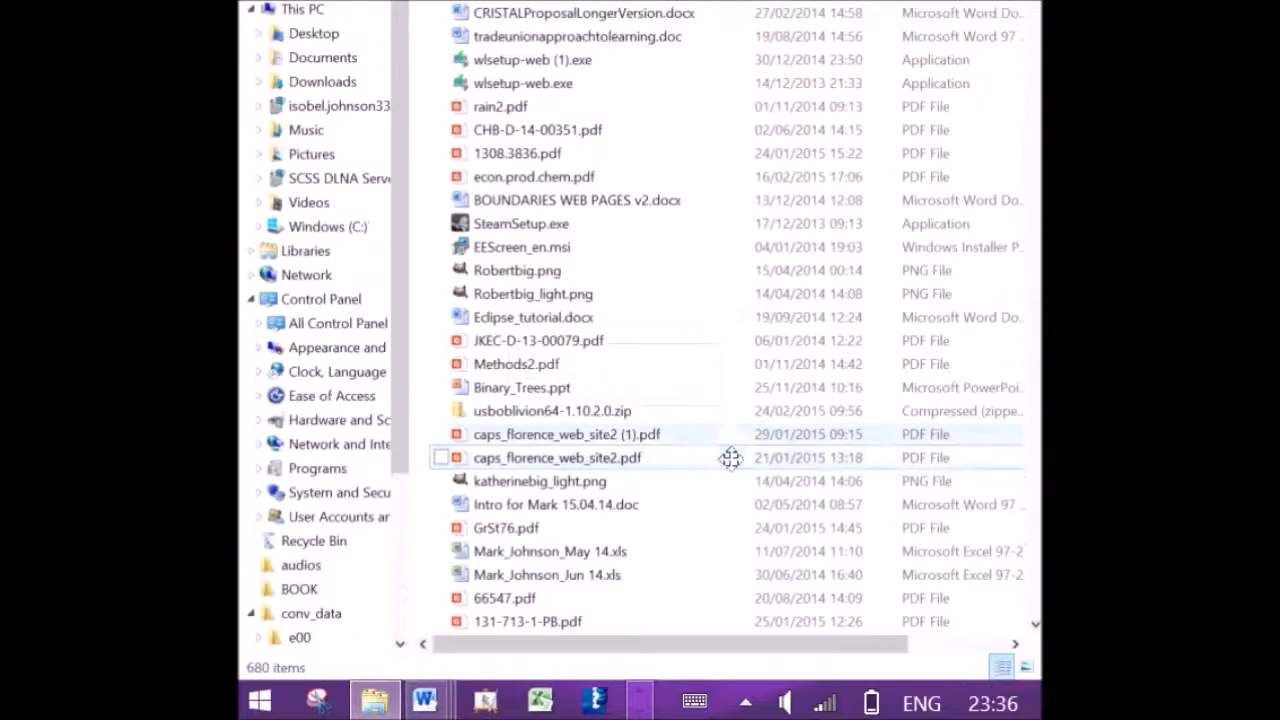 This PC
Desktop
Documents
Downloads
isobel.johnson33
Music
Pictures
SCSS DLNA Serve
Videos
Windows (C:)
Libraries
Network
Control Panel
All Control Panel
Appearance and
Clock, Language
Ease of Access
Hardware and Sc
Network and Inte
Programs
System and Secu
User Accounts ar
Recycle Bin
audios
BOOK
conv_data
e00
CRISTALProposalLongerVersion.docx 27/02/2014 14:58 Microsoft Word Do...
tradeunionapproachtolearning.doc 19/08/2014 14:56 Microsoft Word 97 ...
wlsetup-web (1).exe 30/12/2014 23:50 Application
wlsetup-web.exe 14/12/2013 21:33 Application
rain2.pdf 01/11/2014 09:13 PDF File
CHB-D-14-00351.pdf 02/06/2014 14:15 PDF File
1308.3836.pdf 24/01/2015 15:22 PDF File
econ.prod.chem.pdf 16/02/2015 17:06 PDF File
BOUNDARIES WEB PAGES v2.docx 13/12/2014 12:08 Microsoft Word Do...
SteamSetup.exe 17/12/2013 09:13 Application
EEScreen_en.msi 04/01/2014 19:03 Windows Installer P...
Robertbig.png 15/04/2014 00:14 PNG File
Robertbig_light.png 14/04/2014 14:08 PNG File
Eclipse_tutorial.docx 19/09/2014 12:24 Microsoft Word Do...
JKEC-D-13-00079.pdf 06/01/2014 12:22 PDF File
Methods2.pdf 01/11/2014 14:42 PDF File
Binary_Trees.ppt 25/11/2014 10:16 Microsoft PowerPoi...
usboblivion64-1.10.2.0.zip 24/02/2015 09:56 Compressed (zippe...
caps_florence_web_site2 (1).pdf 29/01/2015 09:15 PDF File
caps_florence_web_site2.pdf 21/01/2015 13:18 PDF File
katherinebig_light.png 14/04/2014 14:06 PNG File
Intro for Mark 15.04.14.doc 02/05/2014 08:57 Microsoft Word 97 ...
GrSt76.pdf 24/01/2015 14:45 PDF File
Mark_Johnson_May 14.xls 11/07/2014 11:10 Microsoft Excel 97-2
Mark_Johnson_Jun 14.xls 30/06/2014 16:40 Microsoft Excel 97-2
66547.pdf 20/08/2014 14:09 PDF File
131-713-1-PB.pdf 25/01/2015 12:26 PDF File
680 items
ENG 23:36